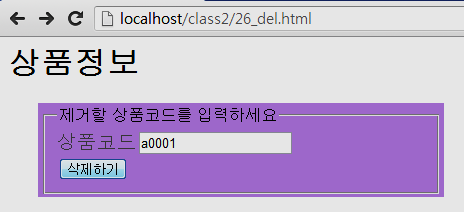 localhost/class2/26_del.html
상품정보
제거할 상품코드를 입력하세요
상품코드 a0001
삭제하기